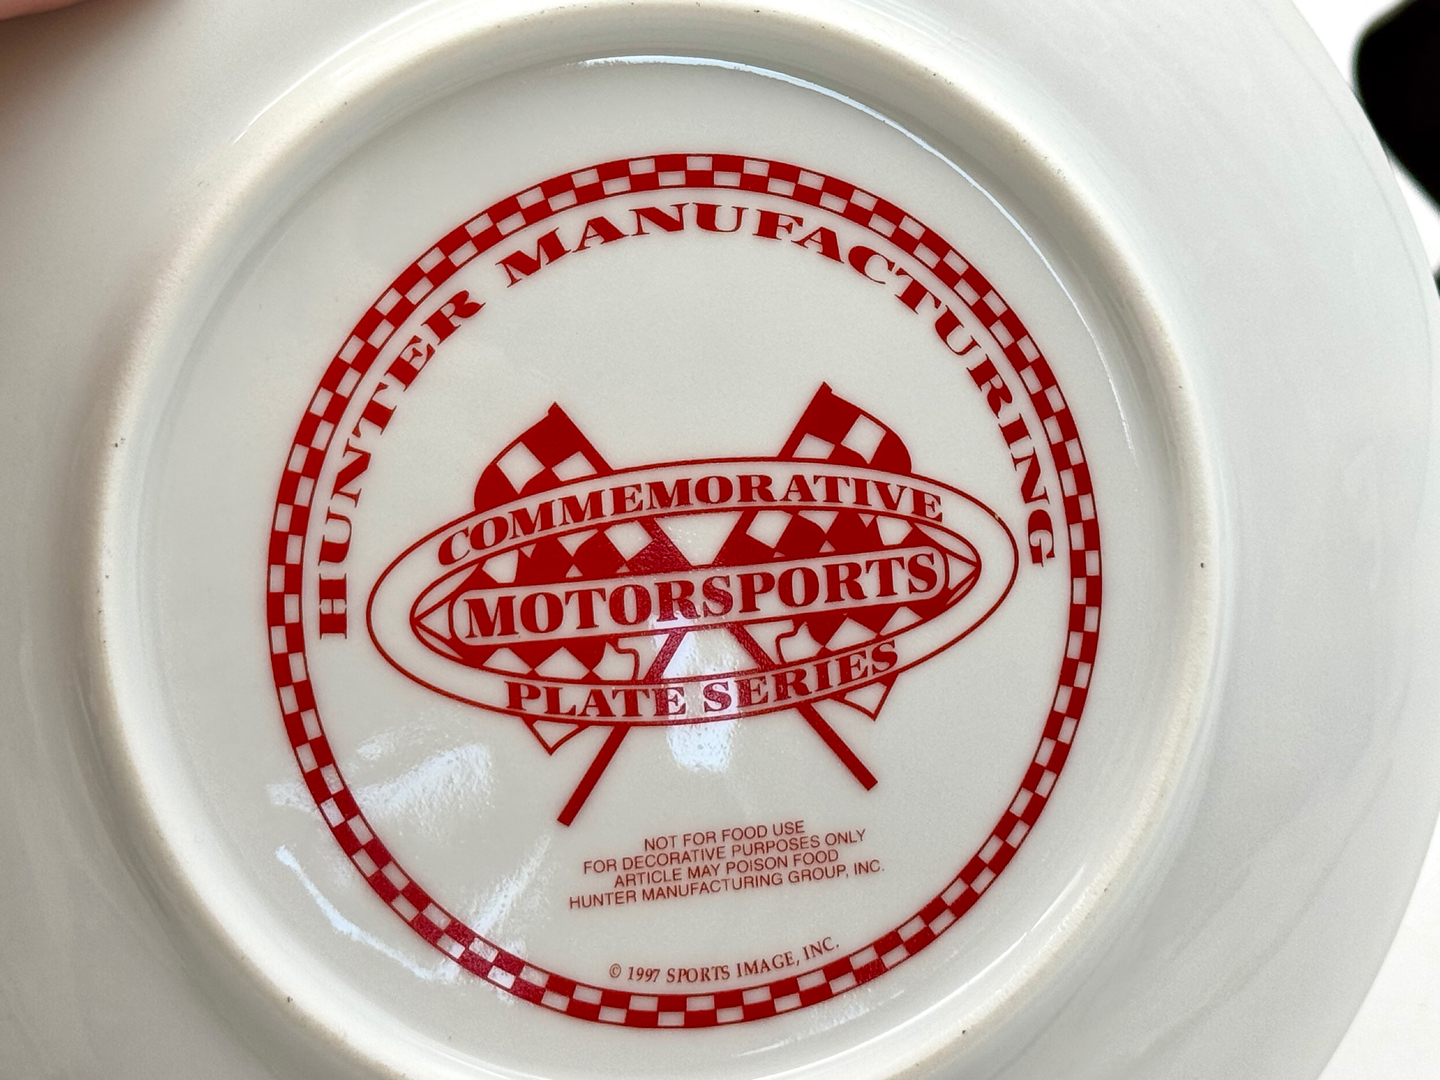 HUNTER MANUFACTURING
COMMEMORATIVE
MOTORSPORTS
PLATE SERIES
NOT FOR FOOD USE
FOR DECORATIVE PURPOSES ONLY
ARTICLE MAY POISON FOOD
HUNTER MANUFACTURING GROUP, INC.
© 1997 SPORTS IMAGE, INC.